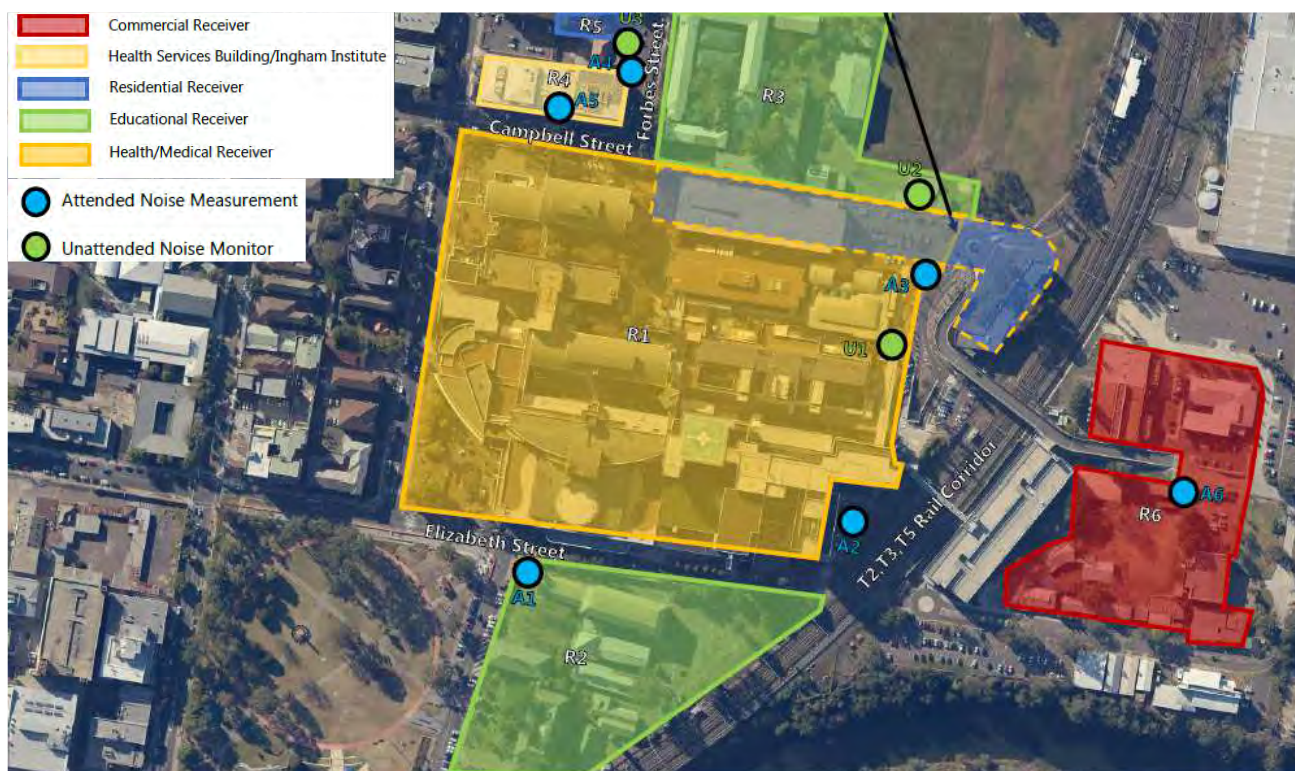 Commercial Receiver
Health Services Building/Ingham Institute
Residential Receiver
Educational Receiver
Health/Medical Receiver
Attended Noise Measurement
Unattended Noise Monitor
R5
U3
A4
R4
A5
Forbes Street
Campbell Street
R3
U2
A3
R1
U1
T2,T3,T5 Rail Corridor
A6
R6
A2
Elizabeth Street
A1
R2